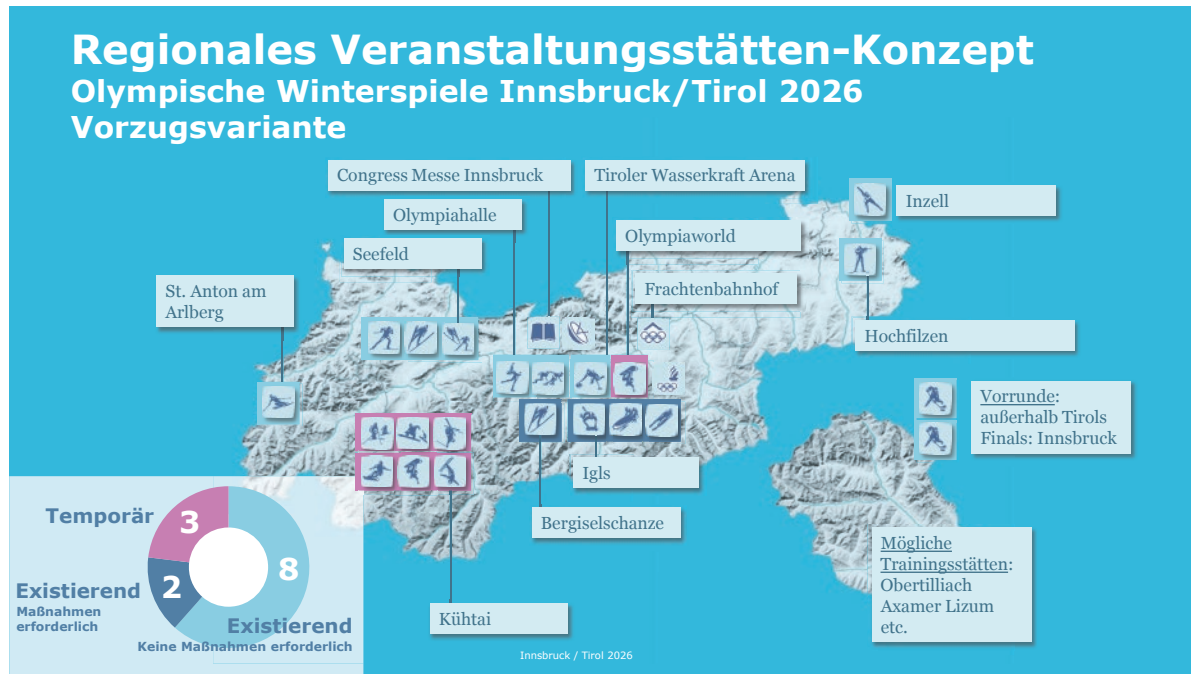 Regionales Veranstaltungsstätten-Konzept
Olympische Winterspiele Innsbruck/Tirol 2026
Vorzugsvariante
Congress Messe Innsbruck
Tiroler Wasserkraft Arena
Inzell
Olympiahalle
Olympiaworld
Seefeld
Frachtenbahnhof
St. Anton am
Arlberg
Hochfilzen
Vorrunde:
außerhalb Tirols
Finals: Innsbruck
Igls
Bergiselschanze
Mögliche
Trainingsstätten:
Obertilliach
Axamer Lizum
etc.
Kühtai
Temporär
3
8
2
Existierend
Maßnahmen
erforderlich
Existierend
Keine Maßnahmen erforderlich
Innsbruck / Tirol 2026